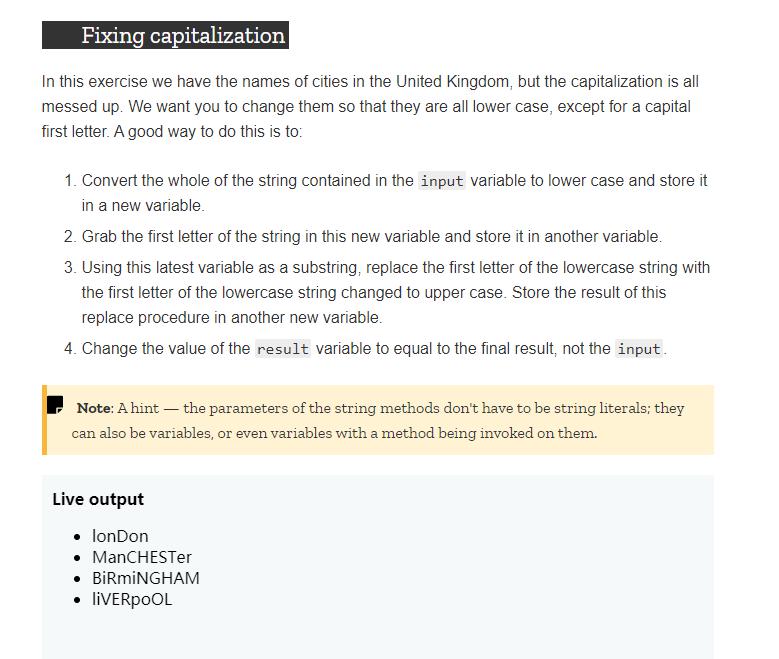 Fixing capitalization
In this exercise we have the names of cities in the United Kingdom, but the capitalization is all
messed up. We want you to change them so that they are all lower case, except for a capital
first letter. A good way to do this is to:
1. Convert the whole of the string contained in the input variable to lower case and store it
in a new variable.
2. Grab the first letter of the string in this new variable and store it in another variable.
3. Using this latest variable as a substring, replace the first letter of the lowercase string with
the first letter of the lowercase string changed to upper case. Store the result of this
replace procedure in another new variable.
4. Change the value of the result variable to equal to the final result, not the input.
Note: A hint — the parameters of the string methods don't have to be string literals; they
can also be variables, or even variables with a method being invoked on them.
Live output
• lonDon
• ManCHESTer
• BiRmiNGHAM
• liVERpoOL